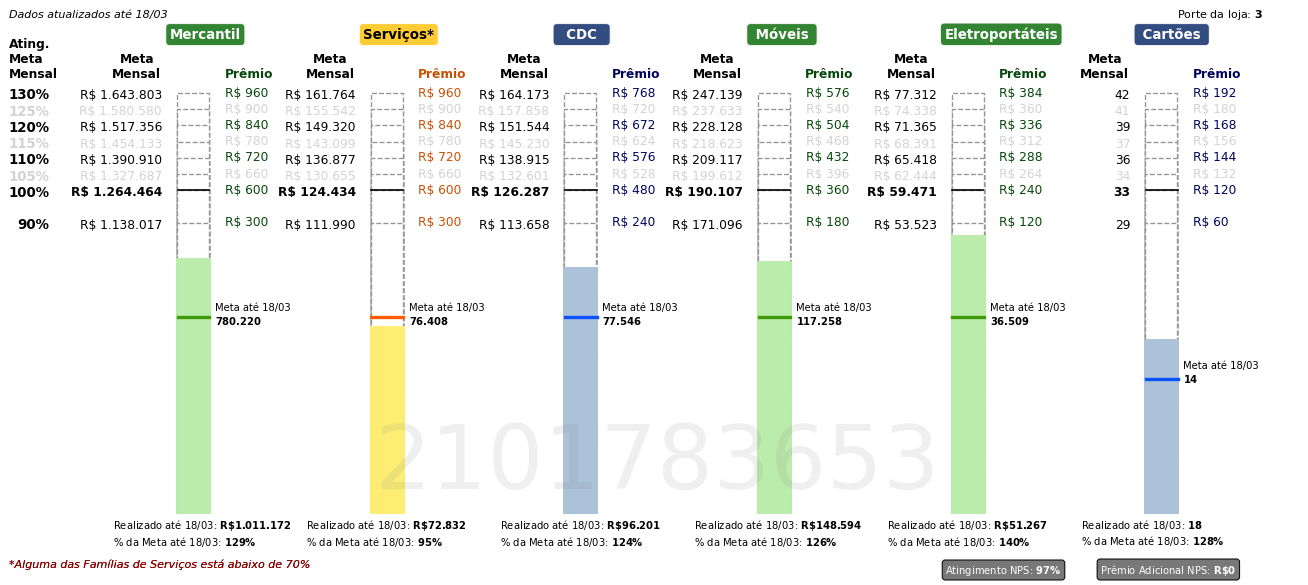 Dados atualizados até 18/03
Porte da loja: 3
Mercantil Serviços* CDC Móveis Eletroportáteis Cartões
Ating. Meta Mensal
Meta Mensal Prêmio Meta Mensal Prêmio Meta Mensal Prêmio Meta Mensal Prêmio Meta Mensal Prêmio Meta Mensal Prêmio
130% R$ 1.643.803 R$ 960 R$ 161.764 R$ 960 R$ 164.173 R$ 768 R$ 247.139 R$ 576 R$ 77.312 R$ 384 42 R$ 192
125% R$ 1.580.580 R$ 900 R$ 155.542 R$ 900 R$ 157.858 R$ 720 R$ 237.633 R$ 540 R$ 74.338 R$ 360 41 R$ 180
120% R$ 1.517.356 R$ 840 R$ 149.320 R$ 840 R$ 151.544 R$ 672 R$ 228.128 R$ 504 R$ 71.365 R$ 336 39 R$ 168
115% R$ 1.454.133 R$ 780 R$ 143.099 R$ 780 R$ 145.230 R$ 624 R$ 218.623 R$ 468 R$ 68.391 R$ 312 37 R$ 156
110% R$ 1.390.910 R$ 720 R$ 136.877 R$ 720 R$ 138.915 R$ 576 R$ 209.117 R$ 432 R$ 65.418 R$ 288 36 R$ 144
105% R$ 1.327.687 R$ 660 R$ 130.655 R$ 660 R$ 132.601 R$ 528 R$ 199.612 R$ 396 R$ 62.444 R$ 264 34 R$ 132
100% R$ 1.264.464 R$ 600 R$ 124.434 R$ 600 R$ 126.287 R$ 480 R$ 190.107 R$ 360 R$ 59.471 R$ 240 33 R$ 120
90% R$ 1.138.017 R$ 300 R$ 111.990 R$ 300 R$ 113.658 R$ 240 R$ 171.096 R$ 180 R$ 53.523 R$ 120 29 R$ 60
Meta até 18/03 Meta até 18/03 Meta até 18/03 Meta até 18/03 Meta até 18/03
780.220 76.408 77.546 117.258 36.509
Meta até 18/03
14
2101783653
Realizado até 18/03: R$1.011.172 Realizado até 18/03: R$72.832 Realizado até 18/03: R$96.201 Realizado até 18/03: R$148.594 Realizado até 18/03: R$51.267 Realizado até 18/03: 18
% da Meta até 18/03: 129% % da Meta até 18/03: 95% % da Meta até 18/03: 124% % da Meta até 18/03: 126% % da Meta até 18/03: 140% % da Meta até 18/03: 128%
*Alguma das Famílias de Serviços está abaixo de 70%
Atingimento NPS: 97% Prêmio Adicional NPS: R$0